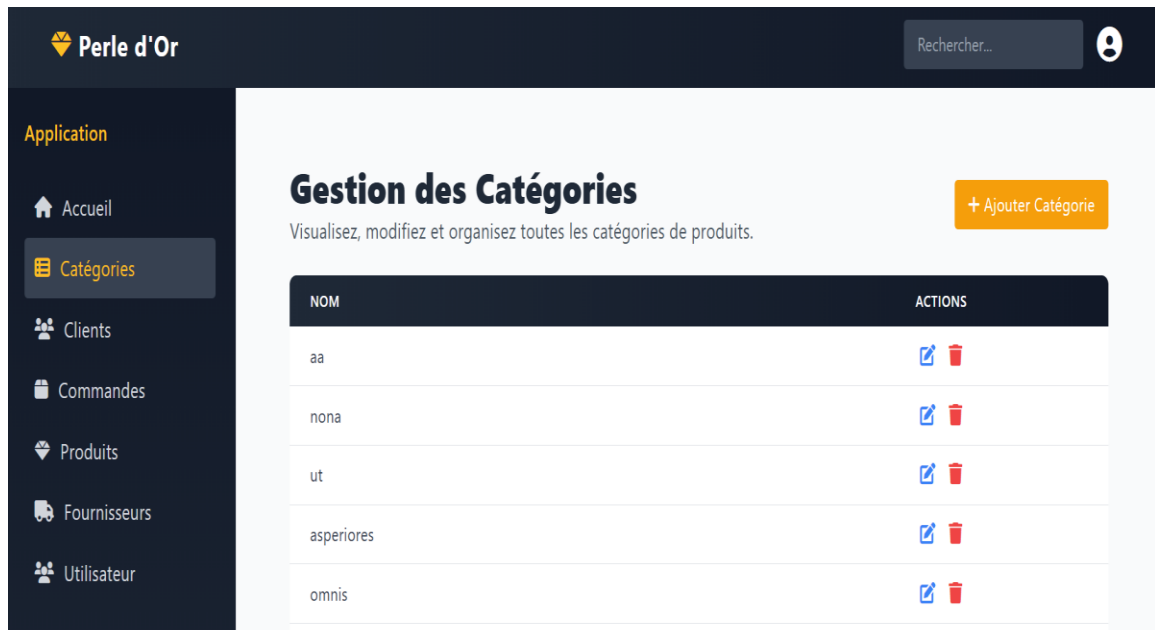 Perle d'Or
Rechercher...
Application
Accueil
Catégories
Clients
Commandes
Produits
Fournisseurs
Utilisateur
Gestion des Catégories
Visualisez, modifiez et organisez toutes les catégories de produits.
+ Ajouter Catégorie
NOM ACTIONS
aa
nona
ut
asperiores
omnis